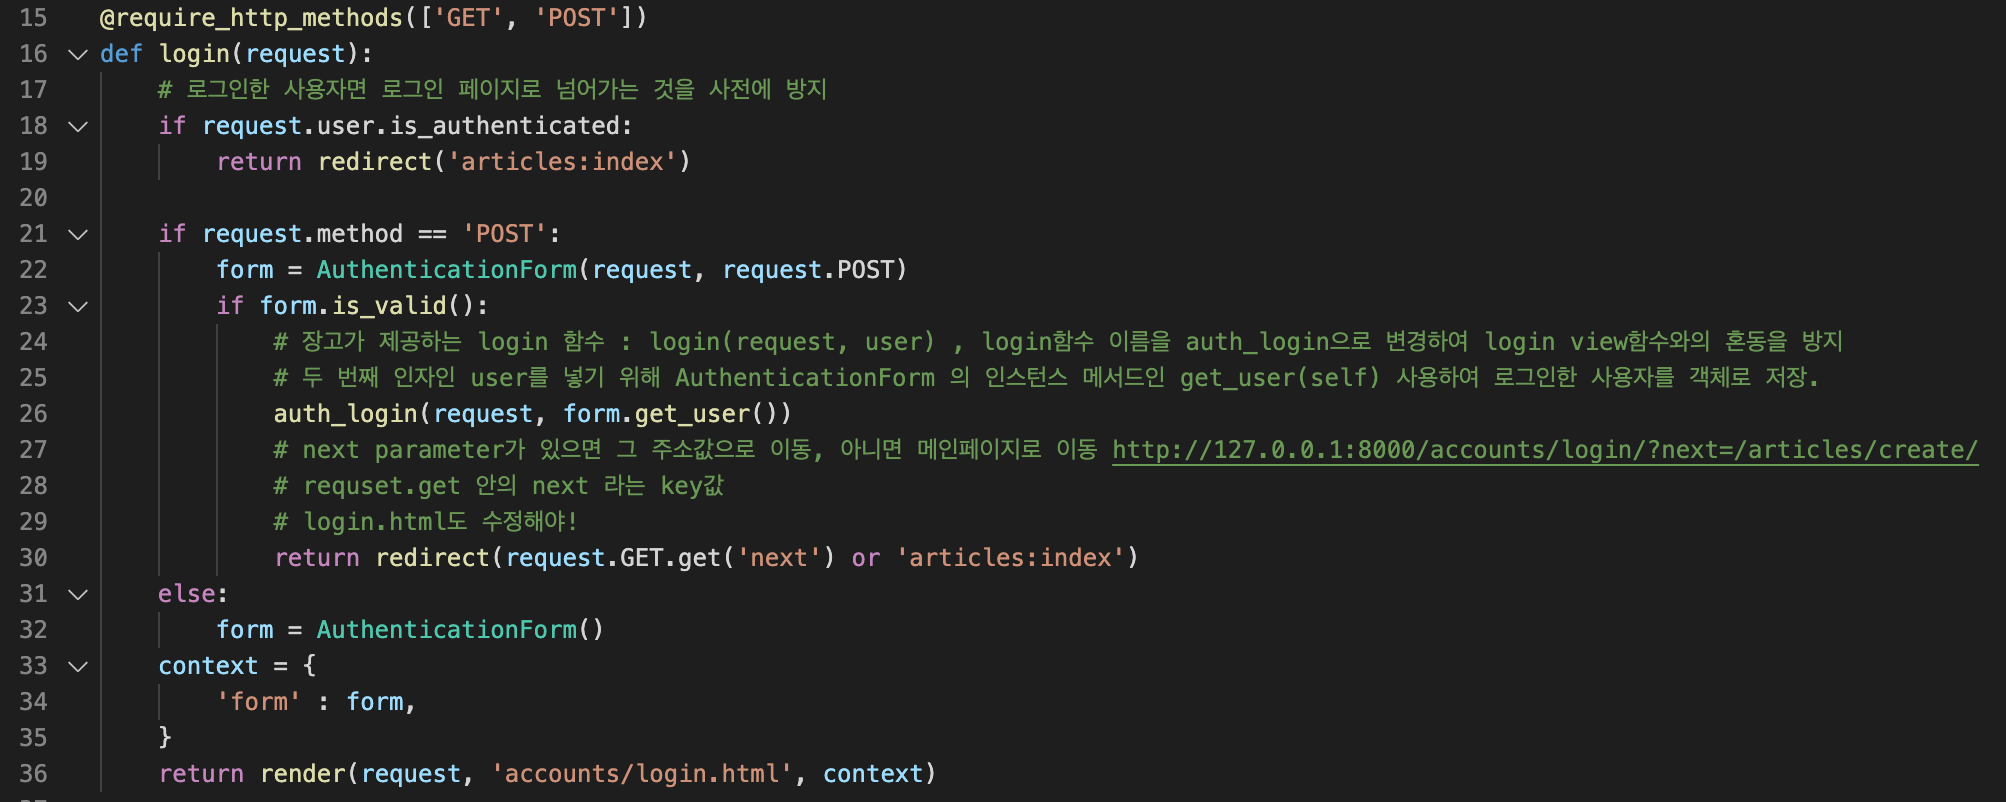 15 @require_http_methods(['GET', 'POST'])
16 def login(request):
17 # 로그인한 사용자면 로그인 페이지로 넘어가는 것을 사전에 방지
18 if request.user.is_authenticated:
19 return redirect('articles:index')
20
21 if request.method == 'POST':
22 form = AuthenticationForm(request, request.POST)
23 if form.is_valid():
24 # 장고가 제공하는 login 함수 : login(request, user) , login함수 이름을 auth_login으로 변경하여 login view함수와의 혼동을 방지
25 # 두 번째 인자인 user를 넣기 위해 AuthenticationForm 의 인스턴스 메서드인 get_user(self) 사용하여 로그인한 사용자를 객체로 저장.
26 auth_login(request, form.get_user())
27 # next parameter가 있으면 그 주소값으로 이동, 아니면 메인페이지로 이동 http://127.0.0.1:8000/accounts/login/?next=/articles/create/
28 # requset.get 안의 next 라는 key값
29 # login.html도 수정해야!
30 return redirect(request.GET.get('next') or 'articles:index')
31 else:
32 form = AuthenticationForm()
33 context = {
34 'form' : form,
35 }
36 return render(request, 'accounts/login.html', context)